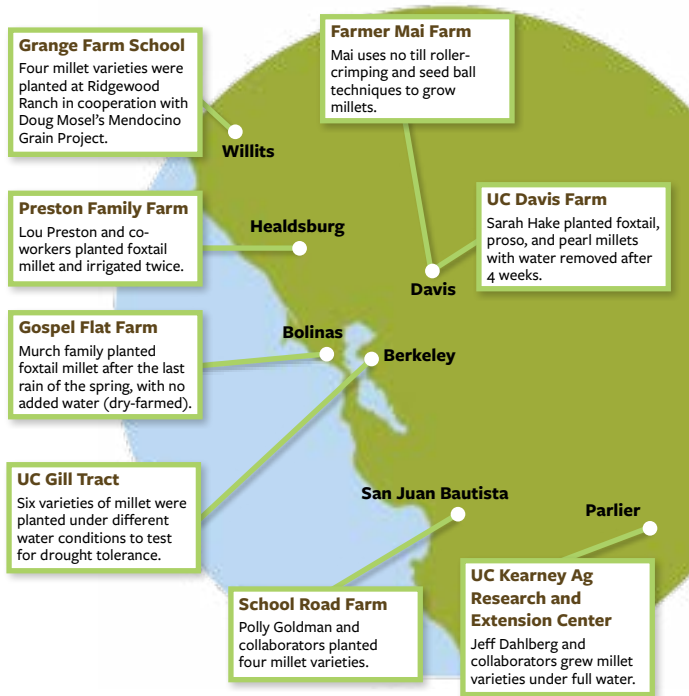 Grange Farm School
Four millet varieties were
planted at Ridgewood
Ranch in cooperation with
Doug Mosel's Mendocino
Grain Project.
Farmer Mai Farm
Mai uses no till roller-
crimping and seed ball
techniques to grow
millets.
Willits
Preston Family Farm
Lou Preston and co-
workers planted foxtail
millet and irrigated twice.
Healdsburg
UC Davis Farm
Sarah Hake planted foxtail,
proso, and pearl millets
with water removed after
4 weeks.
Davis
Gospel Flat Farm
Murch family planted
foxtail millet after the last
rain of the spring, with no
added water (dry-farmed).
Bolinas
Berkeley
UC Gill Tract
Six varieties of millet were
planted under different
water conditions to test
for drought tolerance.
San Juan Bautista
Parlier
School Road Farm
Polly Goldman and
collaborators planted
four millet varieties.
UC Kearney Ag
Research and
Extension Center
Jeff Dahlberg and
collaborators grew millet
varieties under full water.